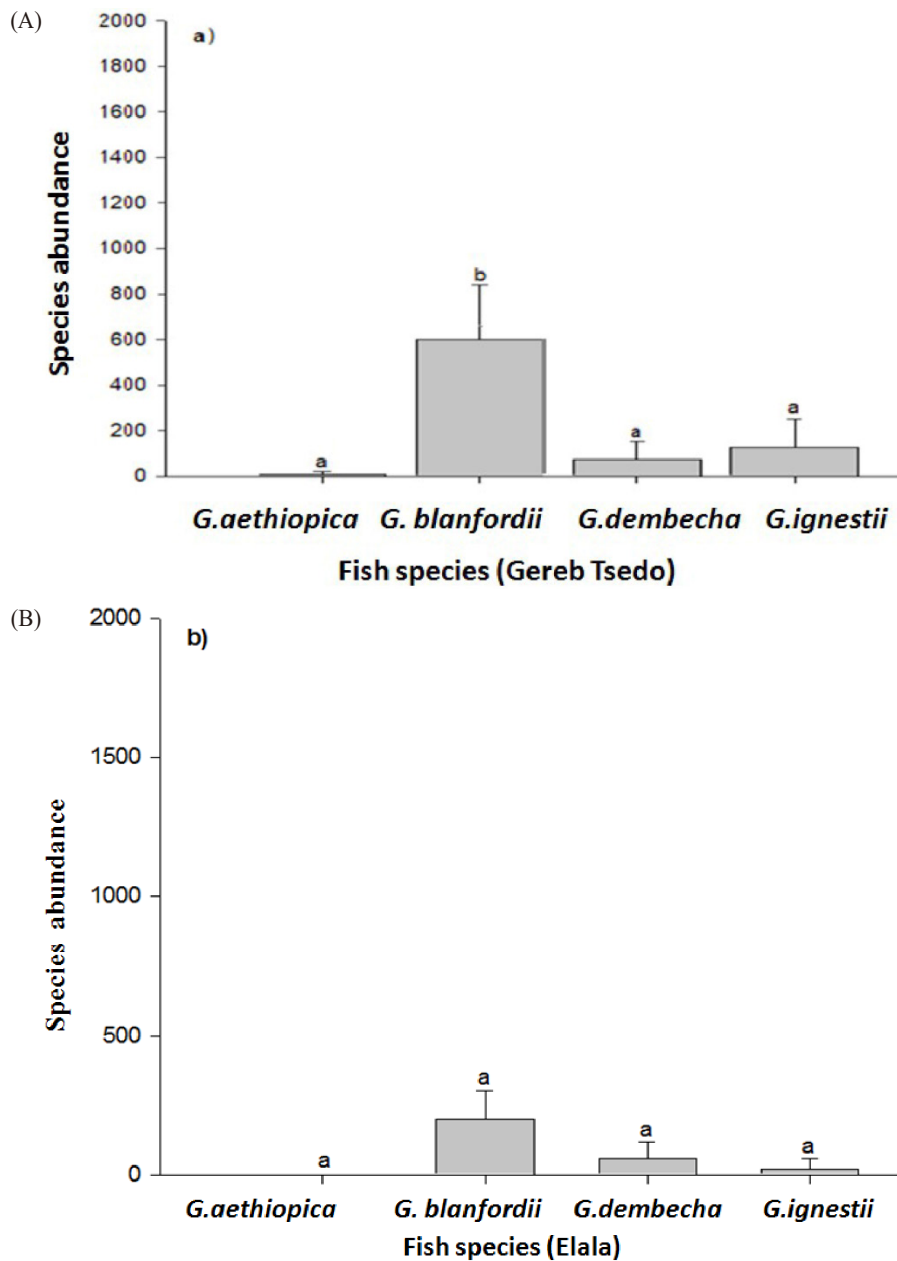 (A)
a)
2000
1800
1600
1400
1200
1000
800
600
400
200
0
Species abundance
a
b
a
a
G.aethiopica G. blanfordii G.dembecha G.ignestii
Fish species (Gereb Tsedo)
(B)
b)
2000
1500
1000
500
0
Species abundance
a
a
a
a
G.aethiopica G. blanfordii G.dembecha G.ignestii
Fish species (Elala)